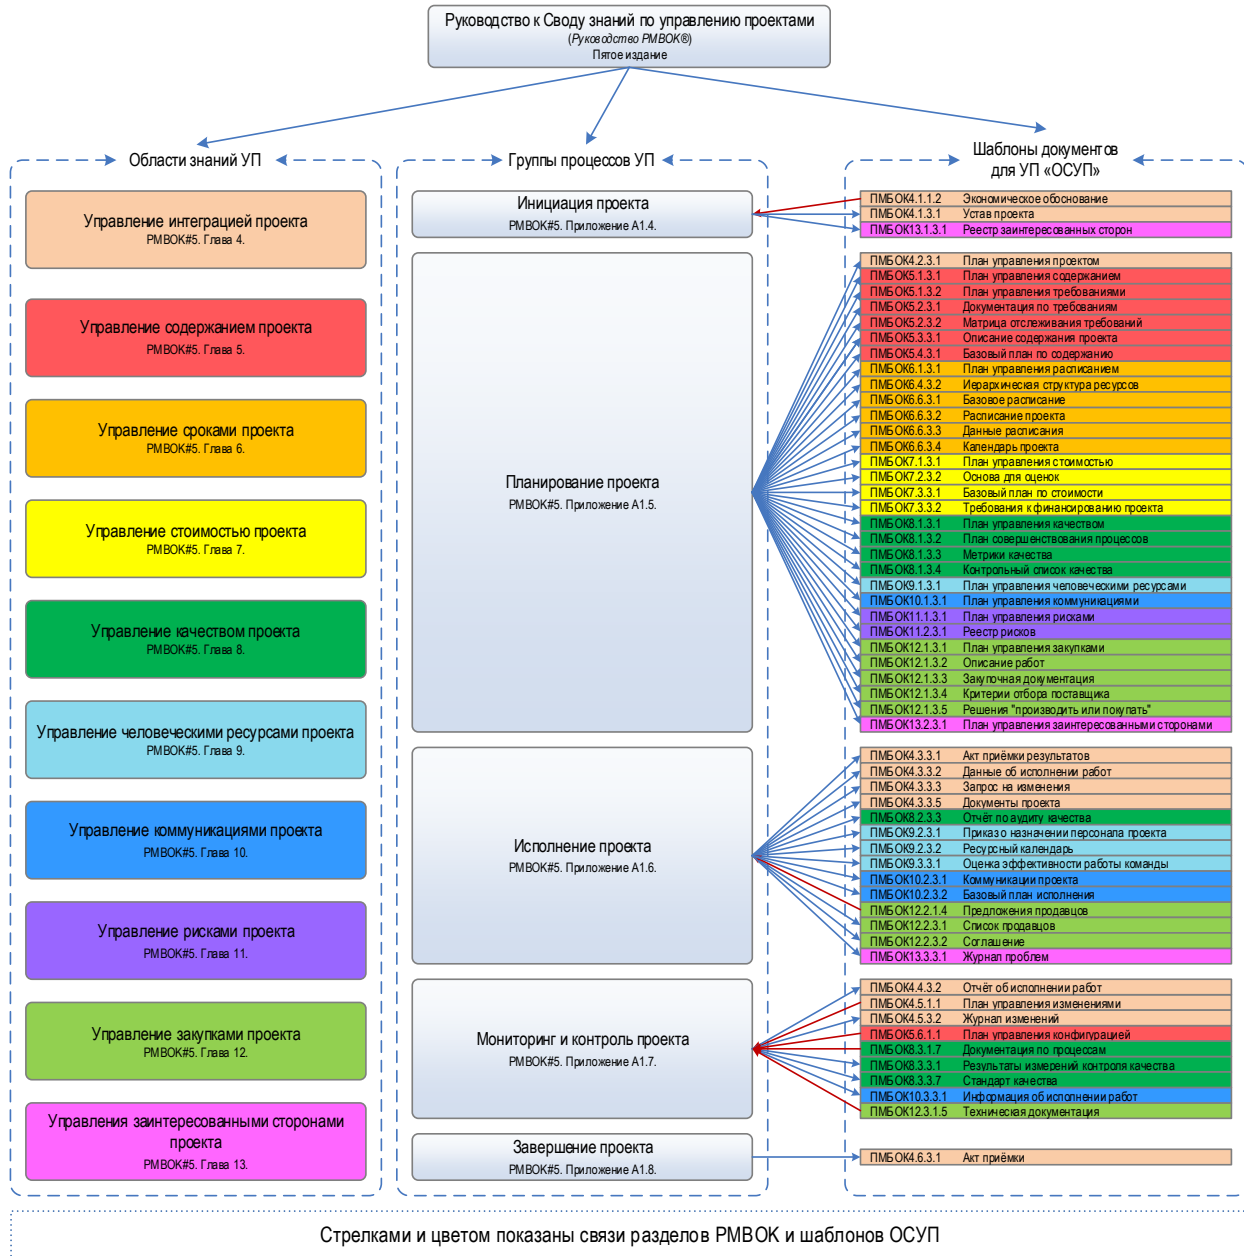 Руководство к Своду знаний по управлению проектами
(Руководство PMBOK®)
Пятое издание
Области знаний УП
Группы процессов УП
Шаблоны документов
для УП «ОСУП»
Управление интеграцией проекта
PMBOK#5. Глава 4.
Управление содержанием проекта
PMBOK#5. Глава 5.
Управление сроками проекта
PMBOK#5. Глава 6.
Управление стоимостью проекта
PMBOK#5. Глава 7.
Управление качеством проекта
PMBOK#5. Глава 8.
Управление человеческими ресурсами проекта
PMBOK#5. Глава 9.
Управление коммуникациями проекта
PMBOK#5. Глава 10.
Управление рисками проекта
PMBOK#5. Глава 11.
Управление закупками проекта
PMBOK#5. Глава 12.
Управления заинтересованными сторонами
проекта
PMBOK#5. Глава 13.
Инициация проекта
PMBOK#5. Приложение A1.4.
Планирование проекта
PMBOK#5. Приложение A1.5.
Исполнение проекта
PMBOK#5. Приложение A1.6.
Мониторинг и контроль проекта
PMBOK#5. Приложение A1.7.
Завершение проекта
PMBOK#5. Приложение A1.8.
ПМБОК4.1.1.2 Экономическое обоснование
ПМБОК4.1.3.1 Устав проекта
ПМБОК13.1.3.1 Реестр заинтересованных сторон
ПМБОК4.2.3.1 План управления проектом
ПМБОК5.1.3.1 План управления содержанием
ПМБОК5.1.3.2 План управления требованиями
ПМБОК5.2.3.1 Документация по требованиям
ПМБОК5.2.3.2 Матрица отслеживания требований
ПМБОК5.3.3.1 Описание содержания проекта
ПМБОК5.4.3.1 Базовый план по содержанию
ПМБОК6.1.3.1 План управления расписанием
ПМБОК6.4.3.2 Иерархическая структура ресурсов
ПМБОК6.6.3.1 Базовое расписание
ПМБОК6.6.3.2 Расписание проекта
ПМБОК6.6.3.3 Данные расписания
ПМБОК6.6.3.4 Календарь проекта
ПМБОК7.1.3.1 План управления стоимостью
ПМБОК7.2.3.2 Основа для оценок
ПМБОК7.3.3.1 Базовый план по стоимости
ПМБОК7.3.3.2 Требования к финансированию проекта
ПМБОК8.1.3.1 План управления качеством
ПМБОК8.1.3.2 План совершенствования процессов
ПМБОК8.1.3.3 Метрики качества
ПМБОК8.1.3.4 Контрольный список качества
ПМБОК9.1.3.1 План управления человеческими ресурсами
ПМБОК10.1.3.1 План управления коммуникациями
ПМБОК11.1.3.1 План управления рисками
ПМБОК11.2.3.1 Реестр рисков
ПМБОК12.1.3.1 План управления закупками
ПМБОК12.1.3.2 Описание работ
ПМБОК12.1.3.3 Закупочная документация
ПМБОК12.1.3.4 Критерии отбора поставщика
ПМБОК12.1.3.5 Решения "производить или покупать"
ПМБОК13.2.3.1 План управления заинтересованными сторонами
ПМБОК4.3.3.1 Акт приёмки результатов
ПМБОК4.3.3.2 Данные об исполнении работ
ПМБОК4.3.3.3 Запрос на изменения
ПМБОК4.3.3.5 Документы проекта
ПМБОК8.2.3.3 Отчёт по аудиту качества
ПМБОК9.2.3.1 Приказ о назначении персонала проекта
ПМБОК9.2.3.2 Ресурсный календарь
ПМБОК9.3.3.1 Оценка эффективности работы команды
ПМБОК10.2.3.1 Коммуникации проекта
ПМБОК10.2.3.2 Базовый план исполнения
ПМБОК12.2.1.4 Предложения продавцов
ПМБОК12.2.3.1 Список продавцов
ПМБОК12.2.3.2 Соглашение
ПМБОК13.3.3.1 Журнал проблем
ПМБОК4.4.3.2 Отчёт об исполнении работ
ПМБОК4.5.1.1 План управления изменениями
ПМБОК4.5.3.2 Журнал изменений
ПМБОК5.6.1.1 План управления конфигурацией
ПМБОК8.3.1.7 Документация по процессам
ПМБОК8.3.3.1 Результаты измерений контроля качества
ПМБОК8.3.3.7 Стандарт качества
ПМБОК10.3.3.1 Информация об исполнении работ
ПМБОК12.3.1.5 Техническая документация
ПМБОК4.6.3.1 Акт приёмки
Стрелками и цветом показаны связи разделов PMBOK и шаблонов ОСУП